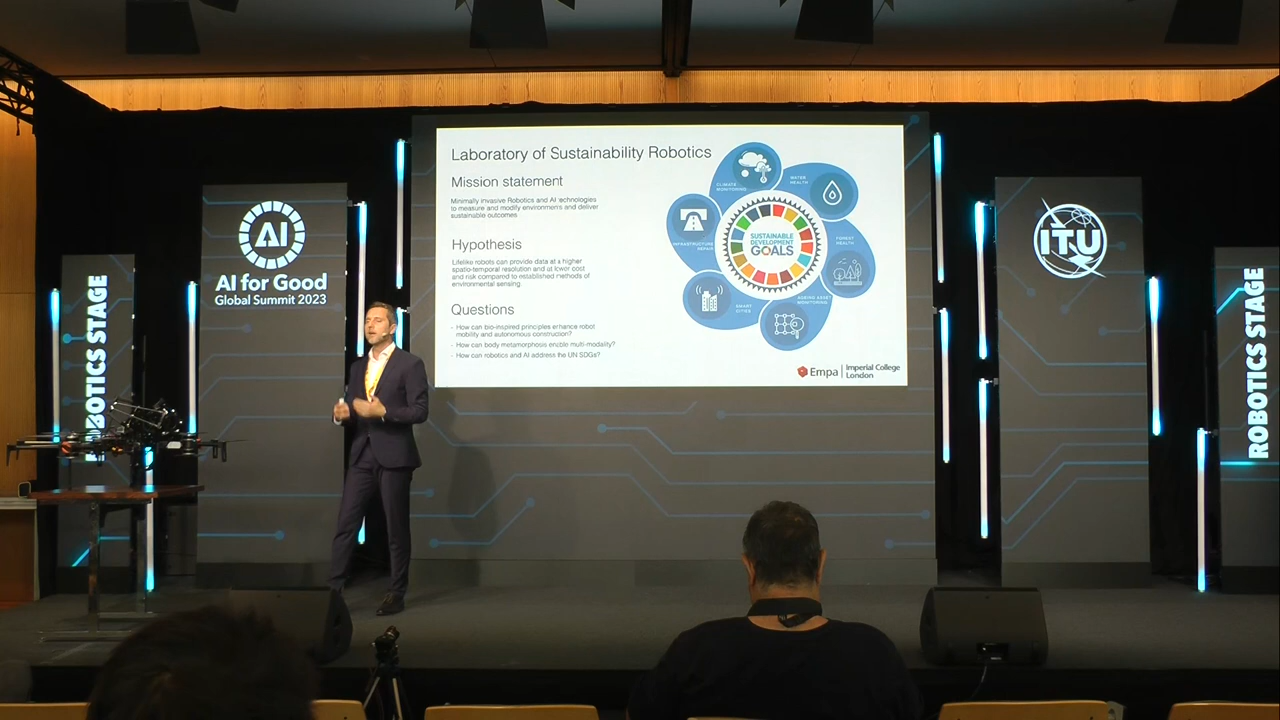 Laboratory of Sustainability Robotics
Mission statement
Minimally invasive Robotics and AI technologies
to measure and modify environments and deliver
sustainable outcomes
Hypothesis
Lifelike robots can provide data at a higher
spatio-temporal resolution and at lower cost
and risk compared to established methods of
environmental sensing
Questions
- How can bio-inspired principles enhance robot
mobility and autonomous construction?
- How can body metamorphosis enable multi-modality?
- How can robotics and AI address the UN SDGs?
CLIMATE
MONITORING
WATER
HEALTH
INFRASTRUCTURE
REPAIR
FOREST
HEALTH
SUSTAINABLE
DEVELOPMENT
GOALS
SMART
CITIES
AGEING ASSET
MONITORING
Empa
Imperial College
London
AI
AI for Good
Global Summit 2023
ROBOTICS STAGE
ITU
ROBOTICS STAGE